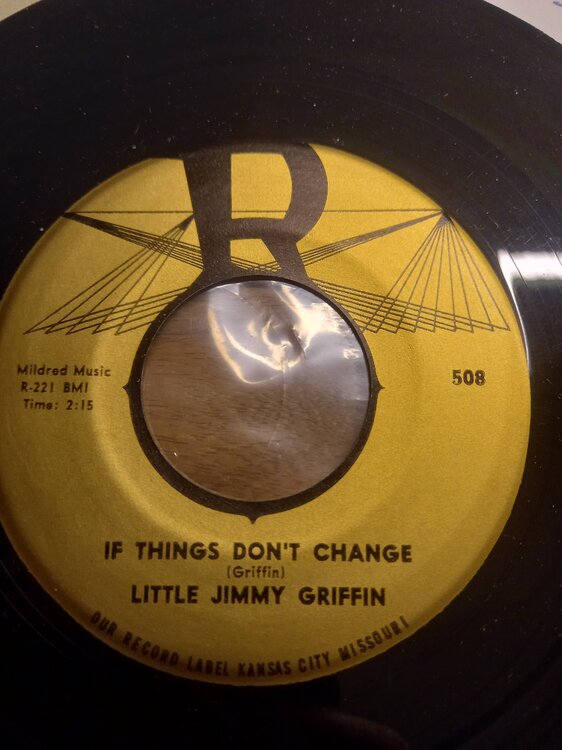 R
Mildred Music
R-221 BMI
Time: 2:15
508
IF THINGS DON'T CHANGE
(Griffin)
LITTLE JIMMY GRIFFIN
OUR RECORD LABEL KANSAS CITY MISSOURI